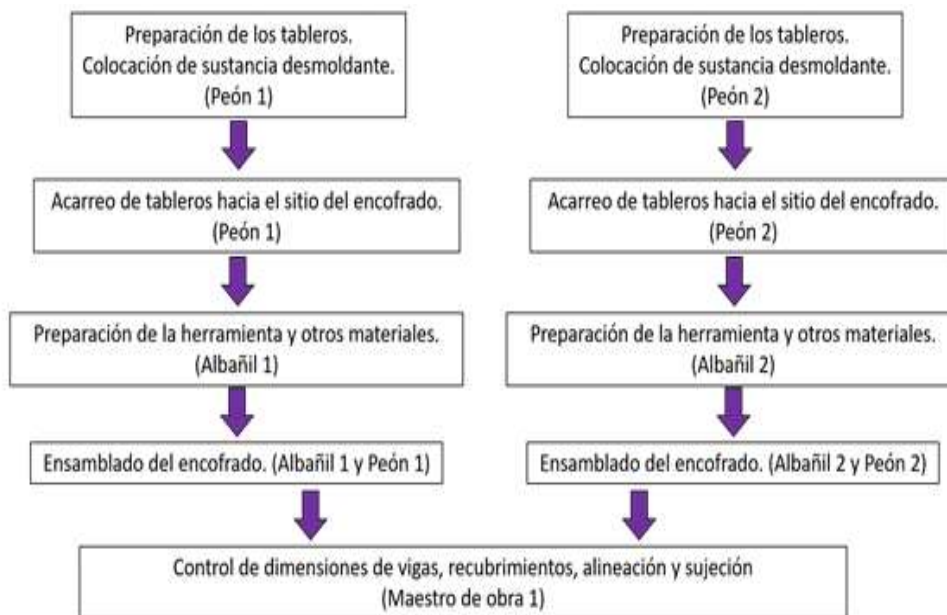 Preparación de los tableros.
Colocación de sustancia desmoldante.
(Peón 1)
Preparación de los tableros.
Colocación de sustancia desmoldante.
(Peón 2)
Acarreo de tableros hacia el sitio del encofrado.
(Peón 1)
Acarreo de tableros hacia el sitio del encofrado.
(Peón 2)
Preparación de la herramienta y otros materiales.
(Albañil 1)
Preparación de la herramienta y otros materiales.
(Albañil 2)
Ensamblado del encofrado. (Albañil 1 y Peón 1)
Ensamblado del encofrado. (Albañil 2 y Peón 2)
Control de dimensiones de vigas, recubrimientos, alineación y sujeción
(Maestro de obra 1)